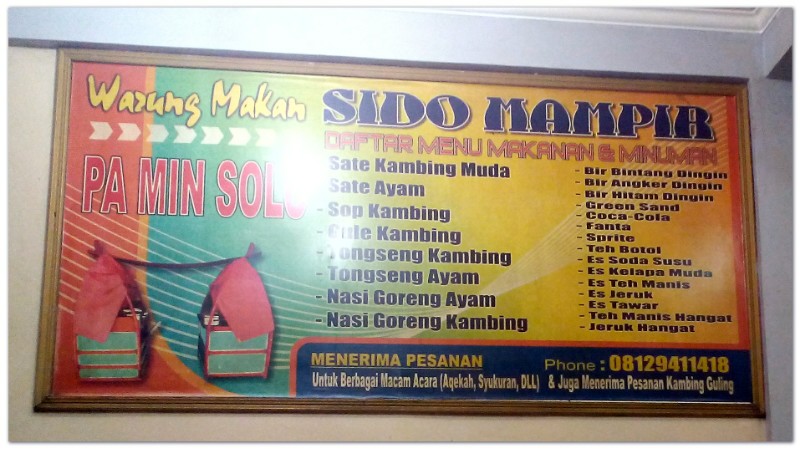 Warung Makan
PA MIN SOLO
SIDO MAMPIR
DAFTAR MENU MAKANAN & MINUMAN
Sate Kambing Muda
Sate Ayam
- Sop Kambing
- Gule Kambing
- Tongseng Kambing
- Tongseng Ayam
- Nasi Goreng Ayam
- Nasi Goreng Kambing
- Bir Bintang Dingin
- Bir Angker Dingin
- Bir Hitam Dingin
- Green Sand
- Coca-Cola
- Fanta
- Sprite
- Teh Botol
- Es Soda Susu
- Es Kelapa Muda
- Es Teh Manis
- Es Jeruk
- Es Tawar
- Teh Manis Hangat
- Jeruk Hangat
MENERIMA PESANAN Phone : 08129411418
Untuk Berbagai Macam Acara (Aqekah, Syukuran, DLL) & Juga Menerima Pesanan Kambing Guling